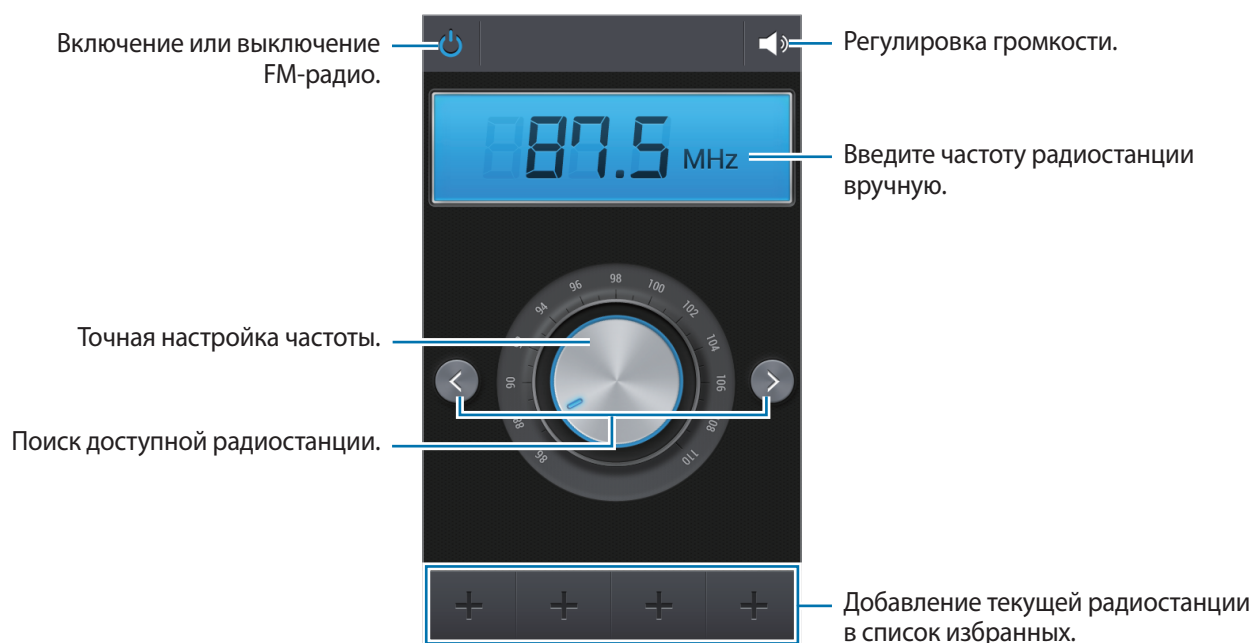 Включение или выключение
FM-радио.
Регулировка громкости.
87.5 MHz
Введите частоту радиостанции
вручную.
98
96
100
94
102
Точная настройка частоты.
104
90
106
88
108
Поиск доступной радиостанции.
86
110
Добавление текущей радиостанции
в список избранных.